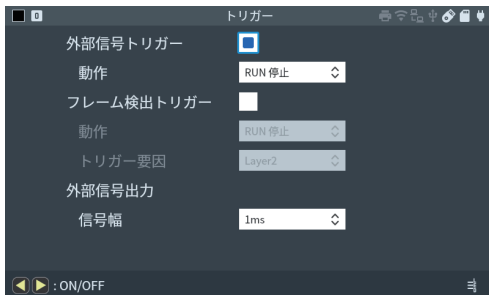 0 トリガー
外部信号トリガー
動作 RUN 停止
フレーム検出トリガー
動作 RUN 停止
トリガー要因 Layer2
外部信号出力
信号幅 1ms
: ON/OFF